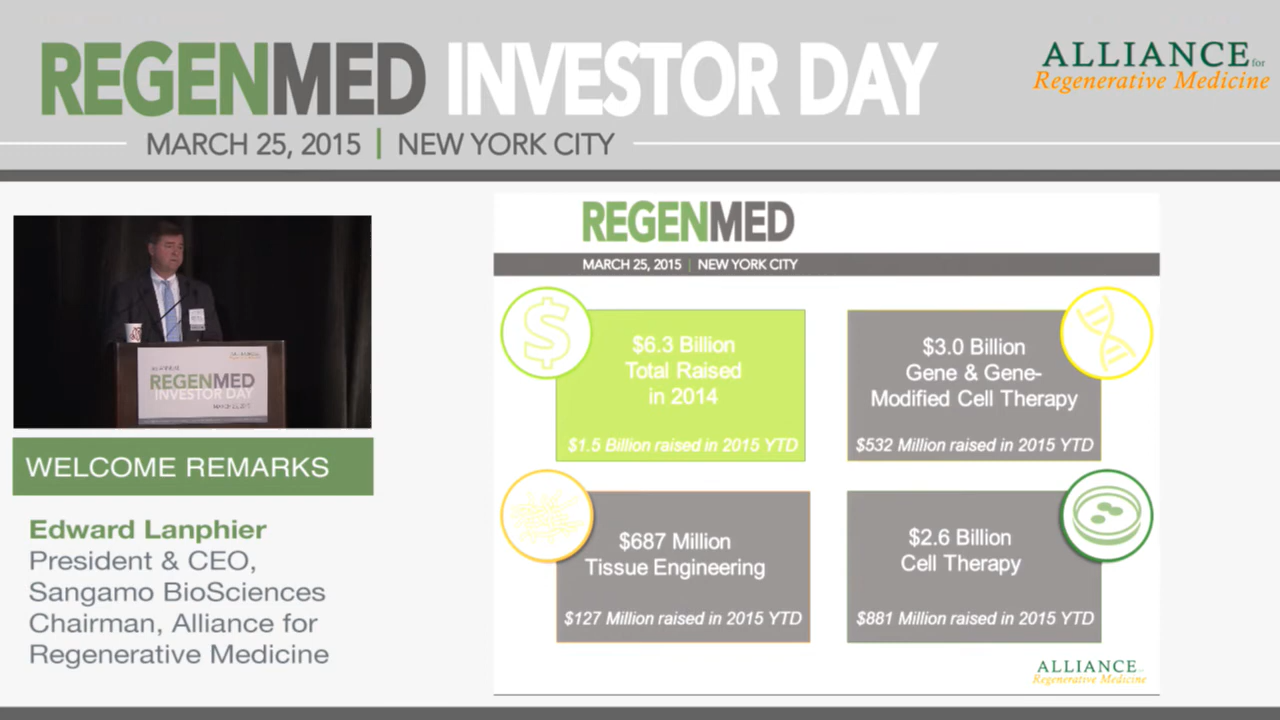 REGENMED INVESTOR DAY
MARCH 25, 2015 | NEW YORK CITY
ALLIANCE for
Regenerative Medicine
REGENMED
INVESTOR DAY
WELCOME REMARKS
Edward Lanphier
President & CEO,
Sangamo BioSciences
Chairman, Alliance for
Regenerative Medicine
REGENMED
MARCH 25, 2015 | NEW YORK CITY
$6.3 Billion
Total Raised
in 2014
$1.5 Billion raised in 2015 YTD
$3.0 Billion
Gene & Gene-
Modified Cell Therapy
$532 Million raised in 2015 YTD
$687 Million
Tissue Engineering
$127 Million raised in 2015 YTD
$2.6 Billion
Cell Therapy
$881 Million raised in 2015 YTD
ALLIANCE
Regenerative Medicine